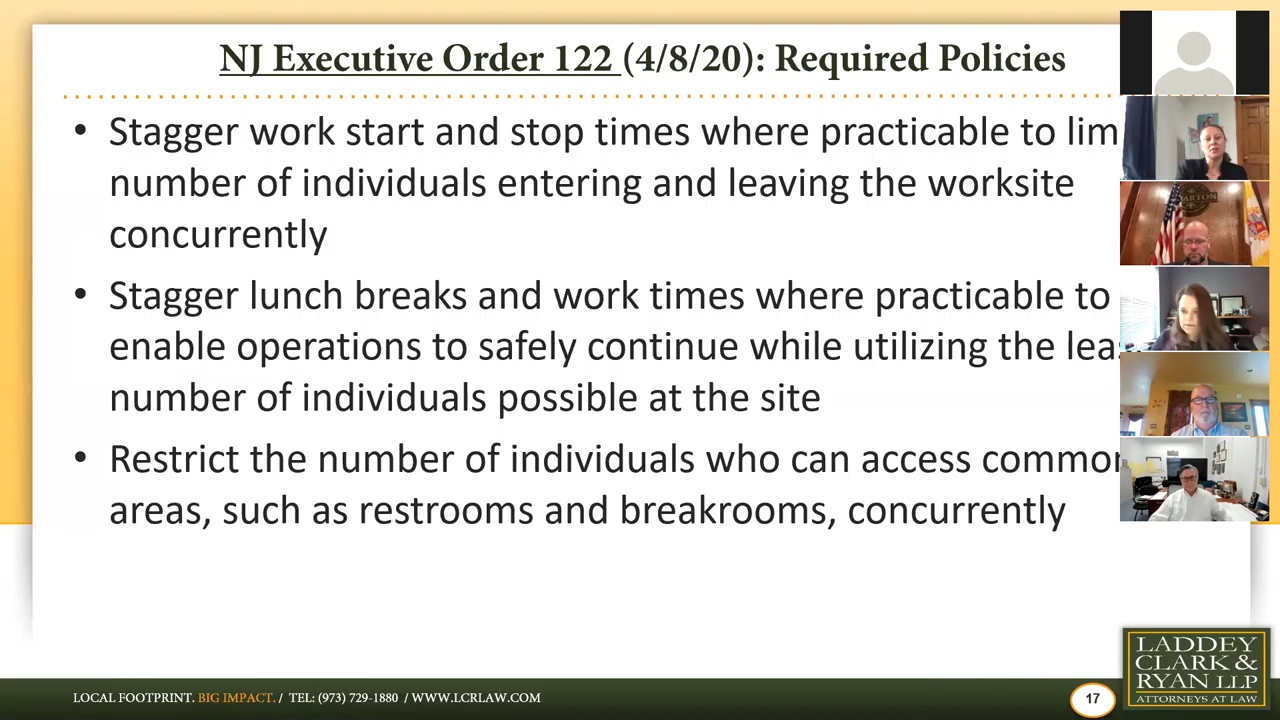 NJ Executive Order 122 (4/8/20): Required Policies
• Stagger work start and stop times where practicable to lim
number of individuals entering and leaving the worksite
concurrently
• Stagger lunch breaks and work times where practicable to
enable operations to safely continue while utilizing the leas
number of individuals possible at the site
• Restrict the number of individuals who can access common
areas, such as restrooms and breakrooms, concurrently
LOCAL FOOTPRINT. BIG IMPACT. / TEL: (973) 729-1880 / WWW.LCRLAW.COM
17
LADDEY
CLARK &
RYAN LLP
ATTORNEYS AT LAW